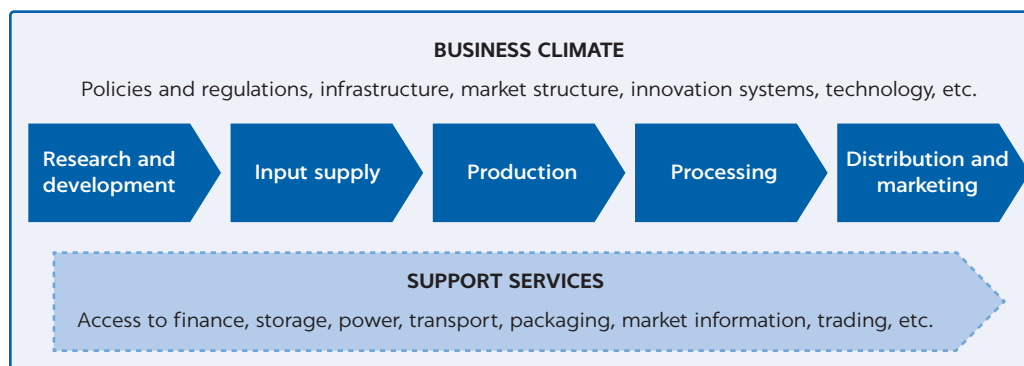 BUSINESS CLIMATE
Policies and regulations, infrastructure, market structure, innovation systems, technology, etc.
Research and
development
Input supply
Production
Processing
Distribution and
marketing
SUPPORT SERVICES
Access to finance, storage, power, transport, packaging, market information, trading, etc.